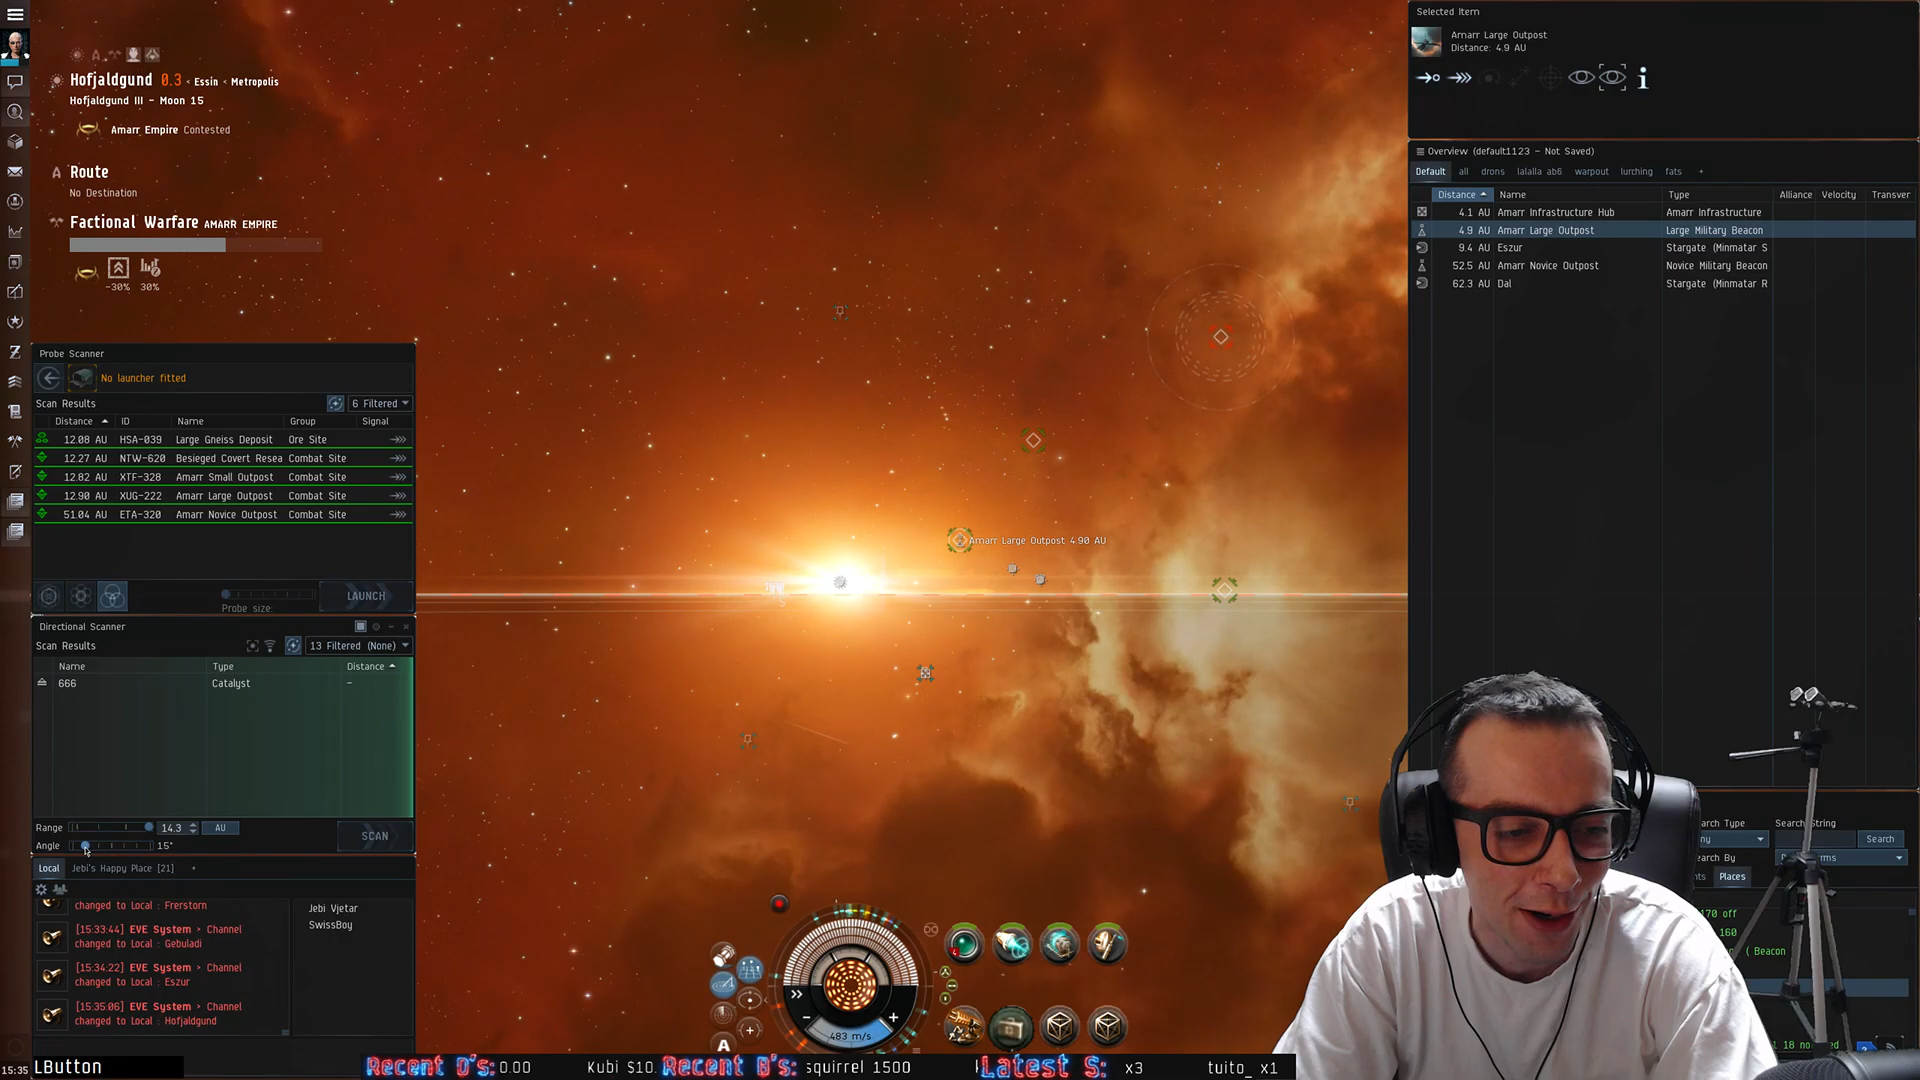 Hofjaldgund 0.3 < Essin < Metropolis
Hofjaldgund III - Moon 15
Amarr Empire Contested
Route
No Destination
Factional Warfare AMARR EMPIRE
-30% 30%
Probe Scanner
No launcher fitted
Scan Results 6 Filtered
Distance ID Name Group Signal
12.08 AU HSA-039 Large Gneiss Deposit Ore Site
12.27 AU NTW-620 Besieged Covert Resea Combat Site
12.82 AU XTF-328 Amarr Small Outpost Combat Site
12.90 AU XUG-222 Amarr Large Outpost Combat Site
51.04 AU ETA-320 Amarr Novice Outpost Combat Site
LAUNCH
Probe size:
Directional Scanner
Scan Results 13 Filtered (None)
Name Type Distance
666 Catalyst -
Range 14.3 AU
SCAN
Angle 15°
Local Jebi's Happy Place [21] +
changed to Local : Frerstorn
[15:33:44] EVE System > Channel
changed to Local : Gebuladi
[15:34:22] EVE System > Channel
changed to Local : Eszur
[15:35:06] EVE System > Channel
changed to Local : Hofjaldgund
Jebi Vjetar
SwissBoy
Amarr Large Outpost 4.90 AU
483 m/s
A
Selected Item
Amarr Large Outpost
Distance: 4.9 AU
Overview (default1123 - Not Saved)
Default all drons lalalla ab6 warpout lurching fats +
Distance Name Type Alliance Velocity Transver
4.1 AU Amarr Infrastructure Hub Amarr Infrastructure
4.9 AU Amarr Large Outpost Large Military Beacon
9.4 AU Eszur Stargate (Minmatar S
52.5 AU Amarr Novice Outpost Novice Military Beacon
62.3 AU Dal Stargate (Minmatar R
arch Type Search String
ny Search
arch By
rms
nts Places
170 off
160
( Beacon
15:35 LButton
Recent D's: 0.00 Kubi $10. Recent B's: squirrel 1500 Latest S: x3 tuito_ x1